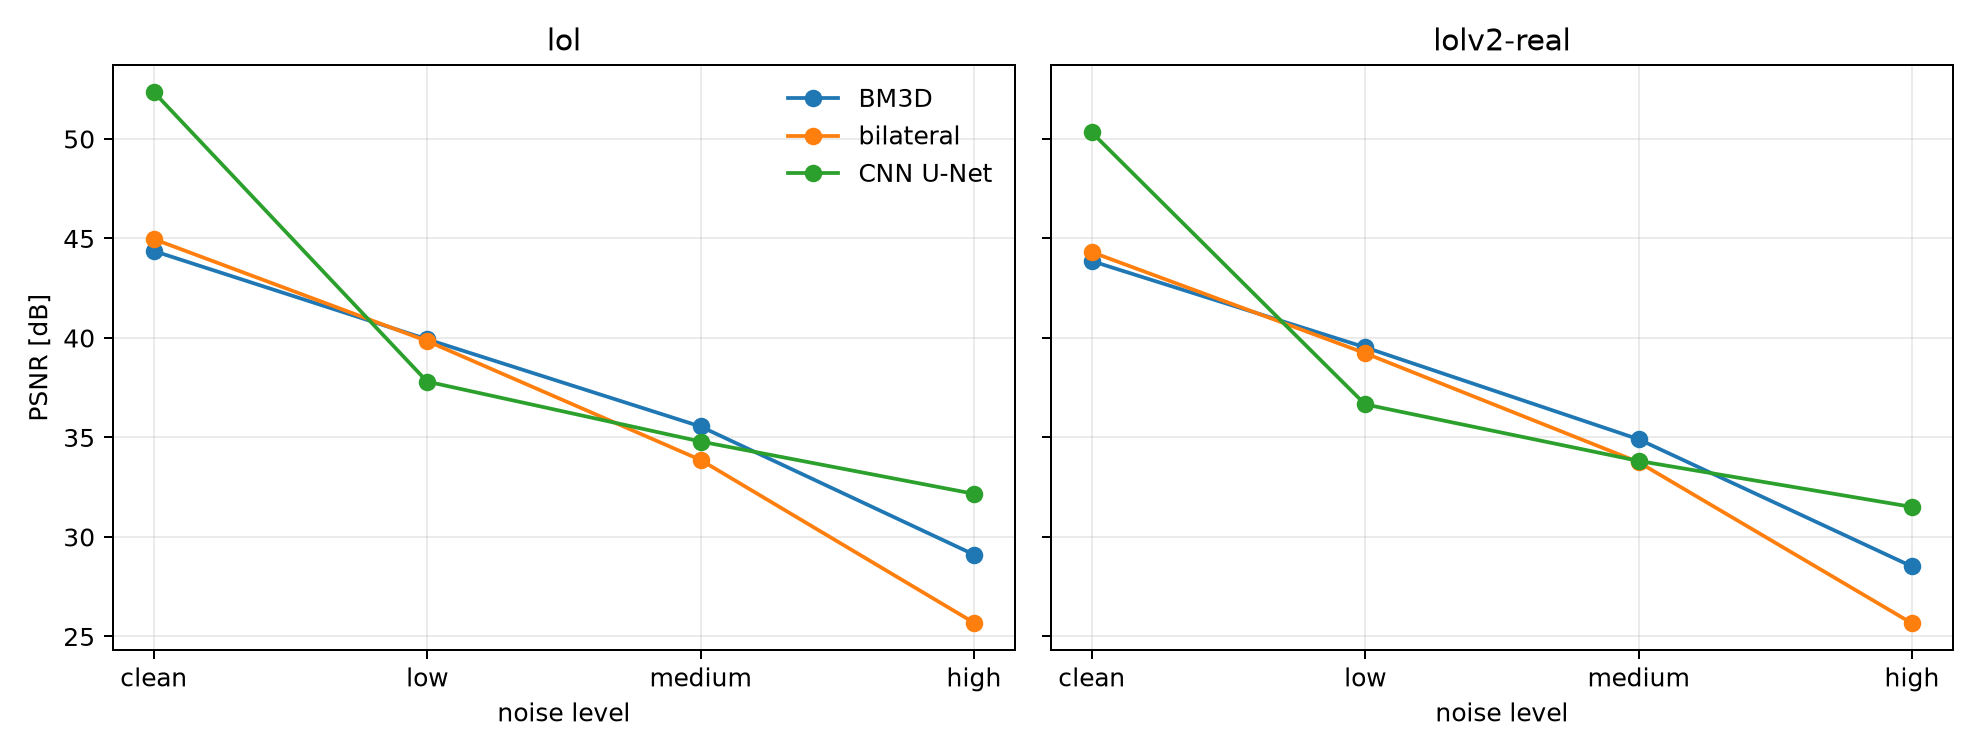 lol
lolv2-real
BM3D
bilateral
CNN U-Net
PSNR [dB]
50
45
40
35
30
25
clean low medium high
clean low medium high
noise level
noise level